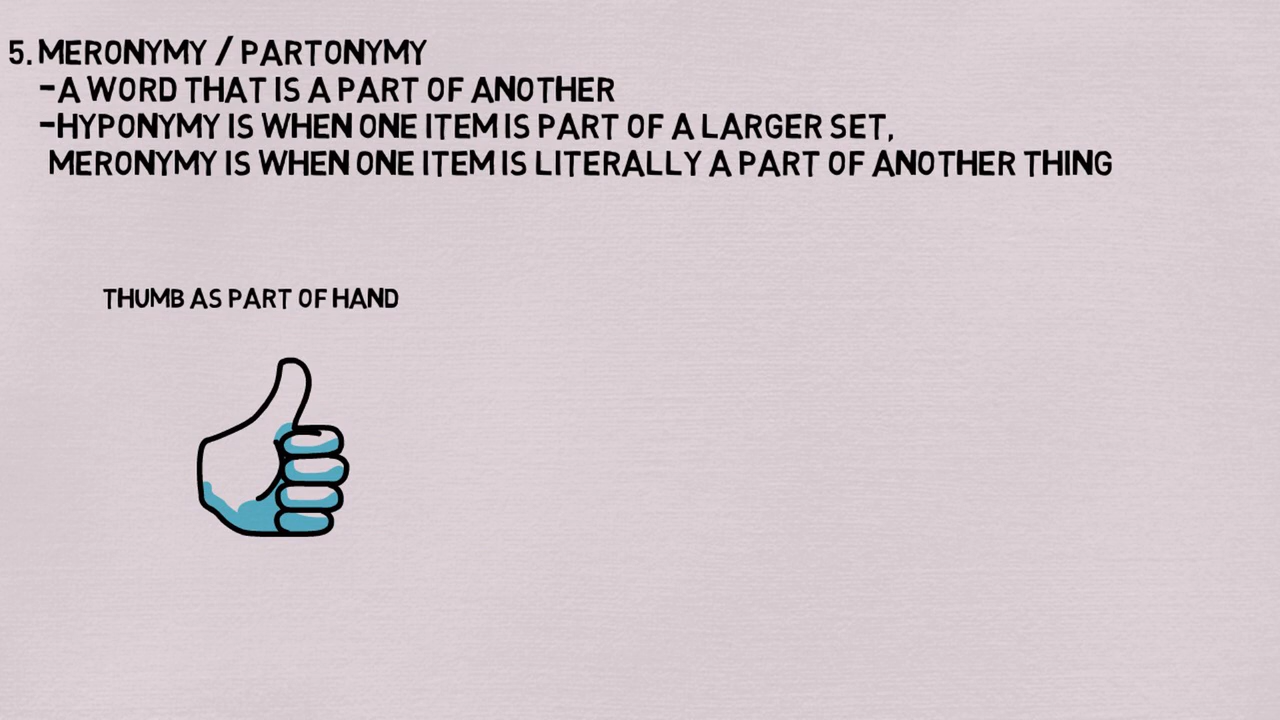 5. MERONYMY / PARTONYMY
-A WORD THAT IS A PART OF ANOTHER
-HYPONYMY IS WHEN ONE ITEM IS PART OF A LARGER SET,
MERONYMY IS WHEN ONE ITEM IS LITERALLY A PART OF ANOTHER THING
THUMB AS PART OF HAND